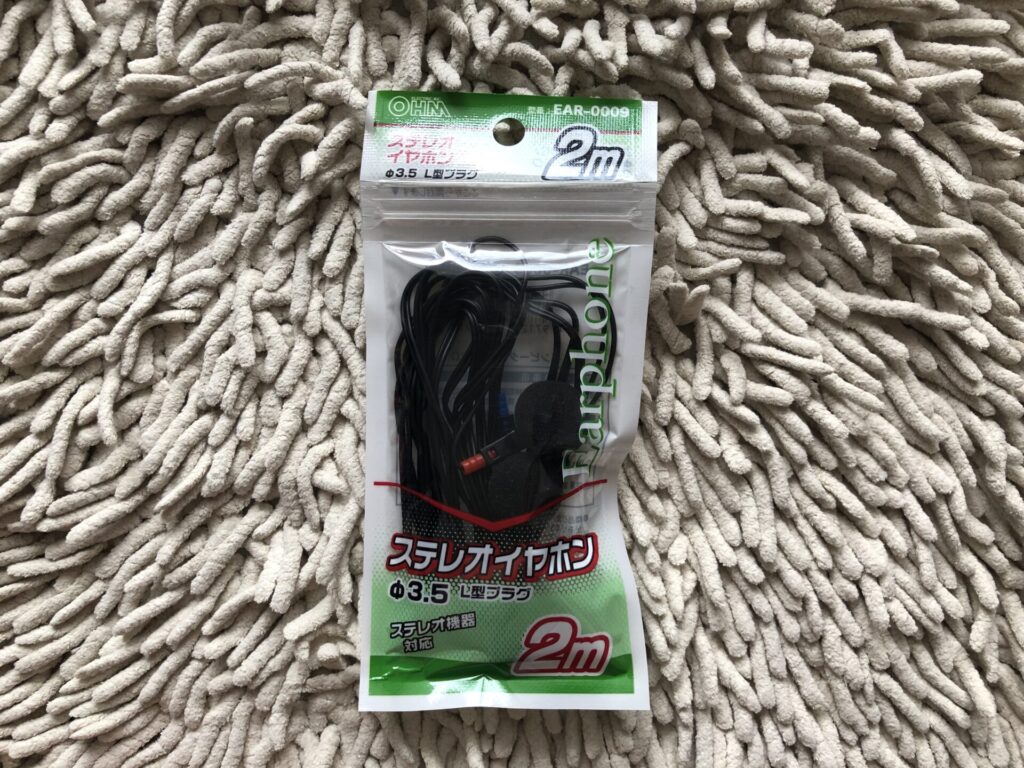 OHM
型番:EAR-0009
ステレオ
イヤホン
2m
φ3.5 L型プラグ
Earphone
ステレオイヤホン
φ3.5 L型プラグ
ステレオ機器
対応
2m